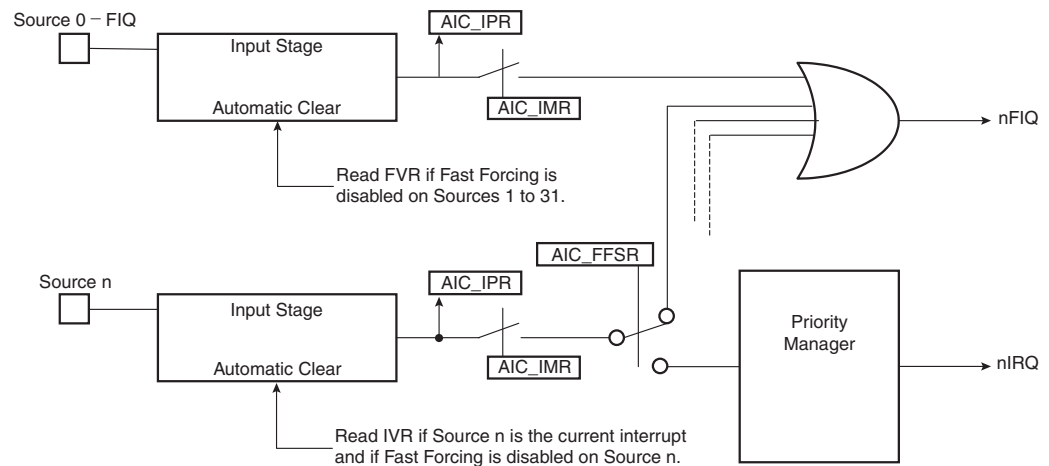 Source 0 – FIQ
AIC_IPR
Input Stage
Automatic Clear
AIC_IMR
nFIQ
Read FVR if Fast Forcing is
disabled on Sources 1 to 31.
AIC_FFSR
Source n
AIC_IPR
Input Stage
Priority
Manager
Automatic Clear
AIC_IMR
nIRQ
Read IVR if Source n is the current interrupt
and if Fast Forcing is disabled on Source n.